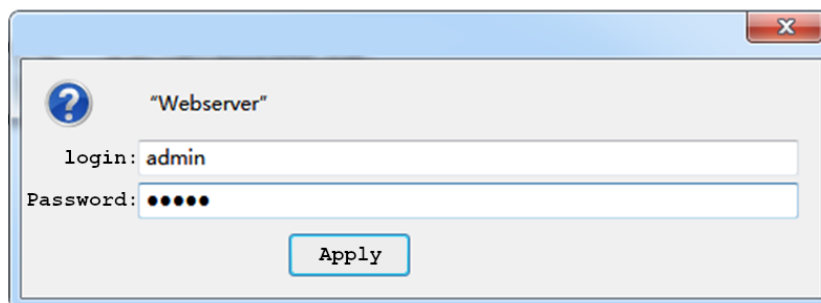 “Webserver”
login: admin
Password: •••••
Apply